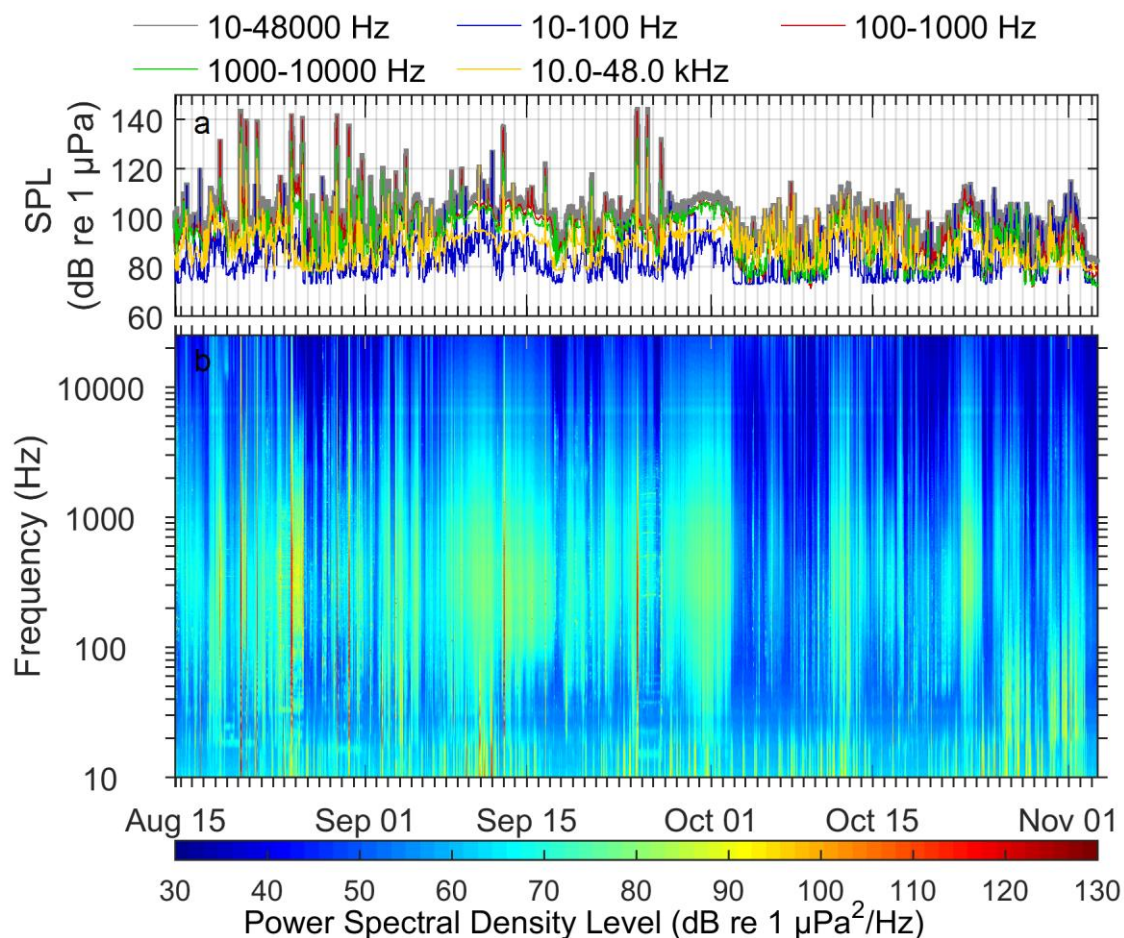 10-48000 Hz 10-100 Hz 100-1000 Hz
1000-10000 Hz 10.0-48.0 kHz
a
SPL
(dB re 1 µPa)
140
120
100
80
60
b
Frequency (Hz)
10000
1000
100
10
Aug 15 Sep 01 Sep 15 Oct 01 Oct 15 Nov 01
30 40 50 60 70 80 90 100 110 120 130
Power Spectral Density Level (dB re 1 µPa²/Hz)